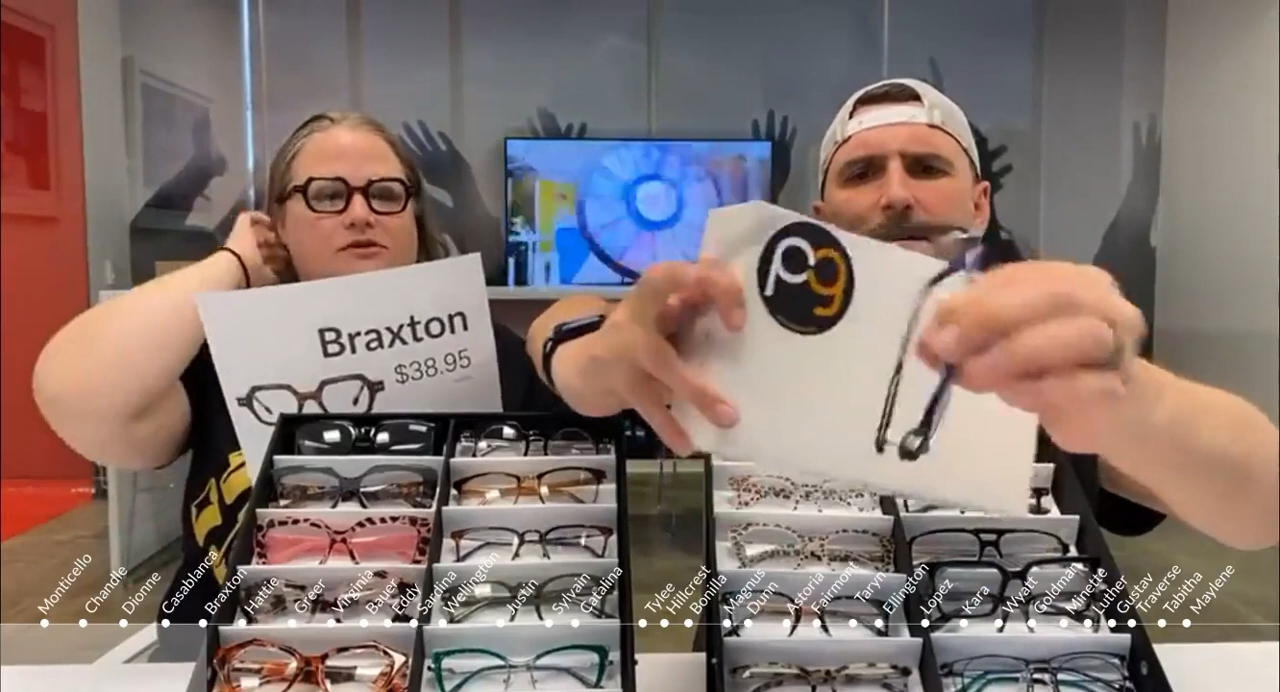 Braxton
$38.95
pg
Monticello
Chandle
Dionne
Casablanca
Braxton
Hattie
Greer
Virginia
Bauer
Eddy
Sardina
Wellington
Justin
Sylvain
Catalina
Tylee
Hillcrest
Bonilla
Magnus
Dunn
Astoria
Fairmont
Taryn
Ellington
Lopez
Kara
Wyatt
Goldman
Minette
Luther
Gustav
Traverse
Tabitha
Maylene